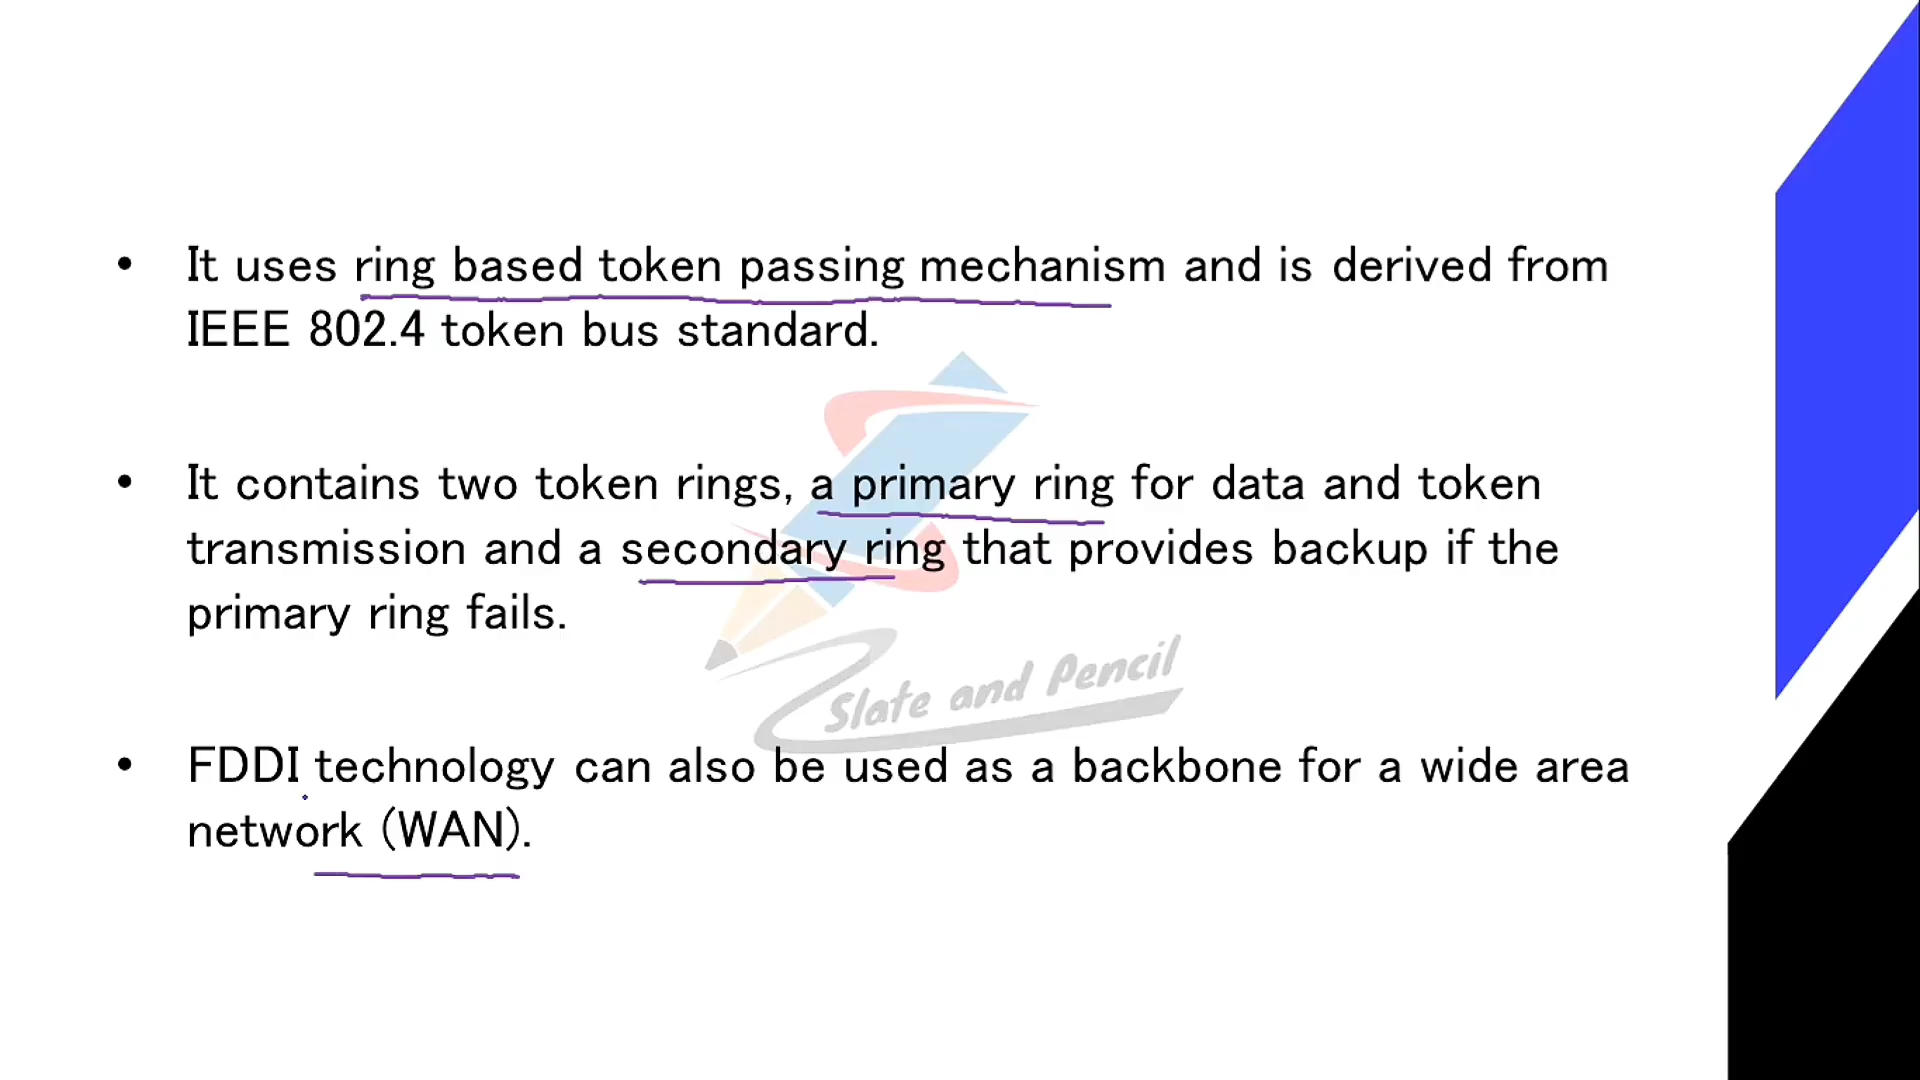 • It uses ring based token passing mechanism and is derived from
IEEE 802.4 token bus standard.
• It contains two token rings, a primary ring for data and token
transmission and a secondary ring that provides backup if the
primary ring fails.
Slate and Pencil
• FDDI technology can also be used as a backbone for a wide area
network (WAN).